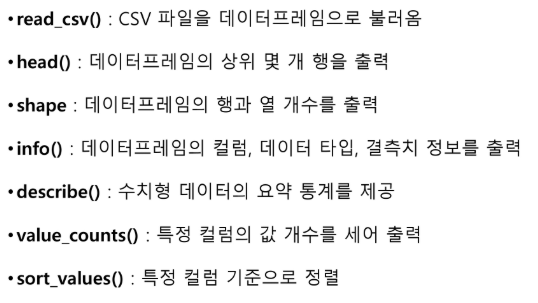 •read_csv() : CSV 파일을 데이터프레임으로 불러옴
•head() : 데이터프레임의 상위 몇 개 행을 출력
•shape : 데이터프레임의 행과 열 개수를 출력
•info() : 데이터프레임의 컬럼, 데이터 타입, 결측치 정보를 출력
•describe() : 수치형 데이터의 요약 통계를 제공
•value_counts() : 특정 컬럼의 값 개수를 세어 출력
•sort_values() : 특정 컬럼 기준으로 정렬